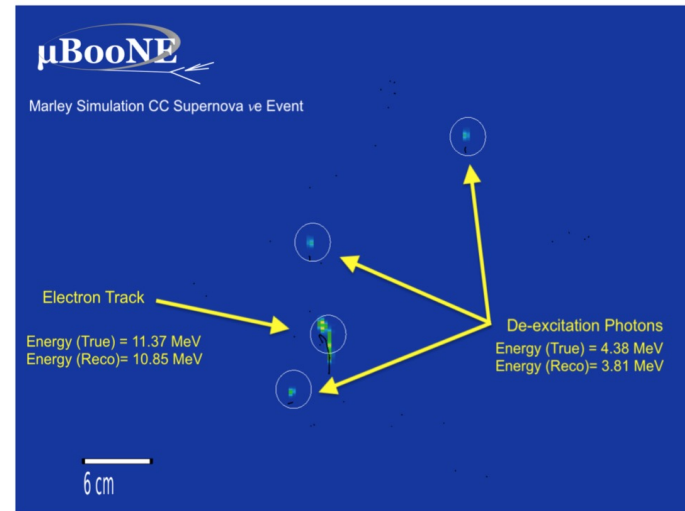 µBooNE
Marley Simulation CC Supernova νe Event
Electron Track
Energy (True) = 11.37 MeV
Energy (Reco)= 10.85 MeV
De-excitation Photons
Energy (True) = 4.38 MeV
Energy (Reco)= 3.81 MeV
6 cm